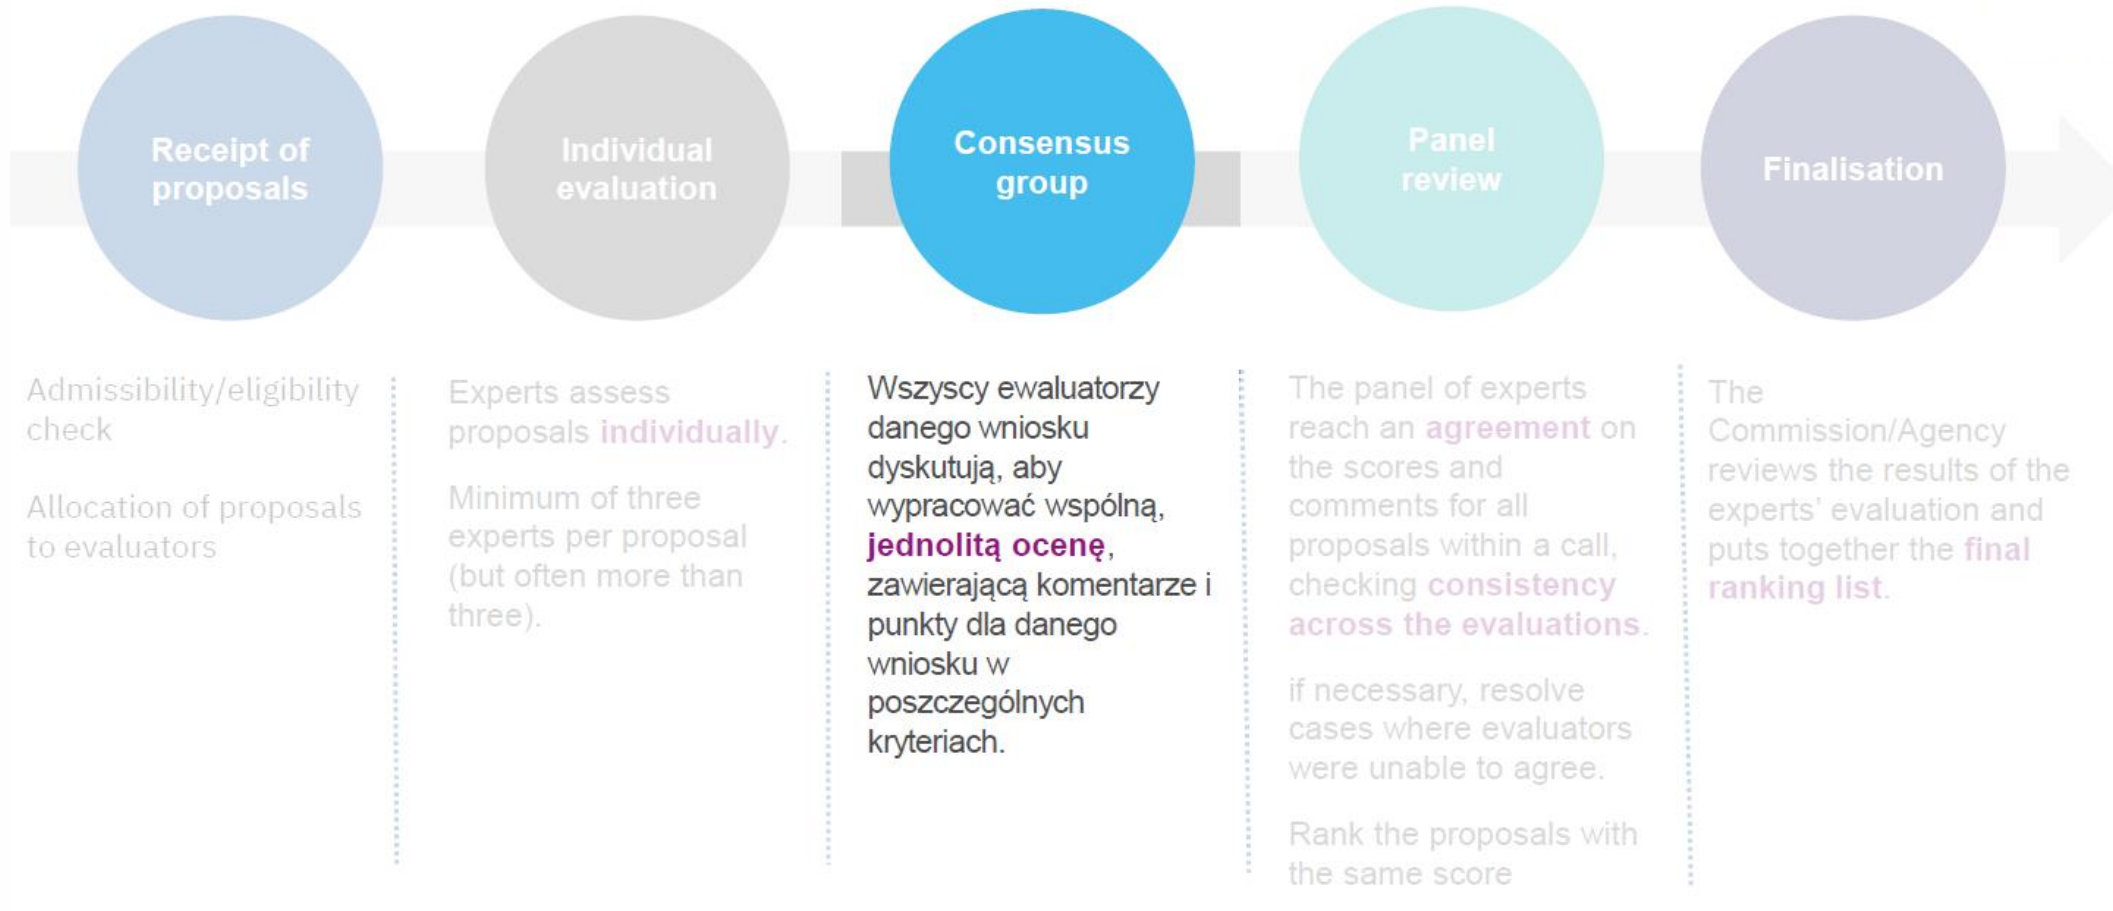 Receipt of
proposals
Individual
evaluation
Consensus
group
Panel
review
Finalisation
Admissibility/eligibility
check
Allocation of proposals
to evaluators
Experts assess
proposals individually.
Minimum of three
experts per proposal
(but often more than
three).
Wszyscy ewaluatorzy
danego wniosku
dyskutują, aby
wypracować wspólną,
jednolitą ocenę,
zawierającą komentarze i
punkty dla danego
wniosku w
poszczególnych
kryteriach.
The panel of experts
reach an agreement on
the scores and
comments for all
proposals within a call,
checking consistency
across the evaluations.
if necessary, resolve
cases where evaluators
were unable to agree.
Rank the proposals with
the same score
The
Commission/Agency
reviews the results of the
experts' evaluation and
puts together the final
ranking list.